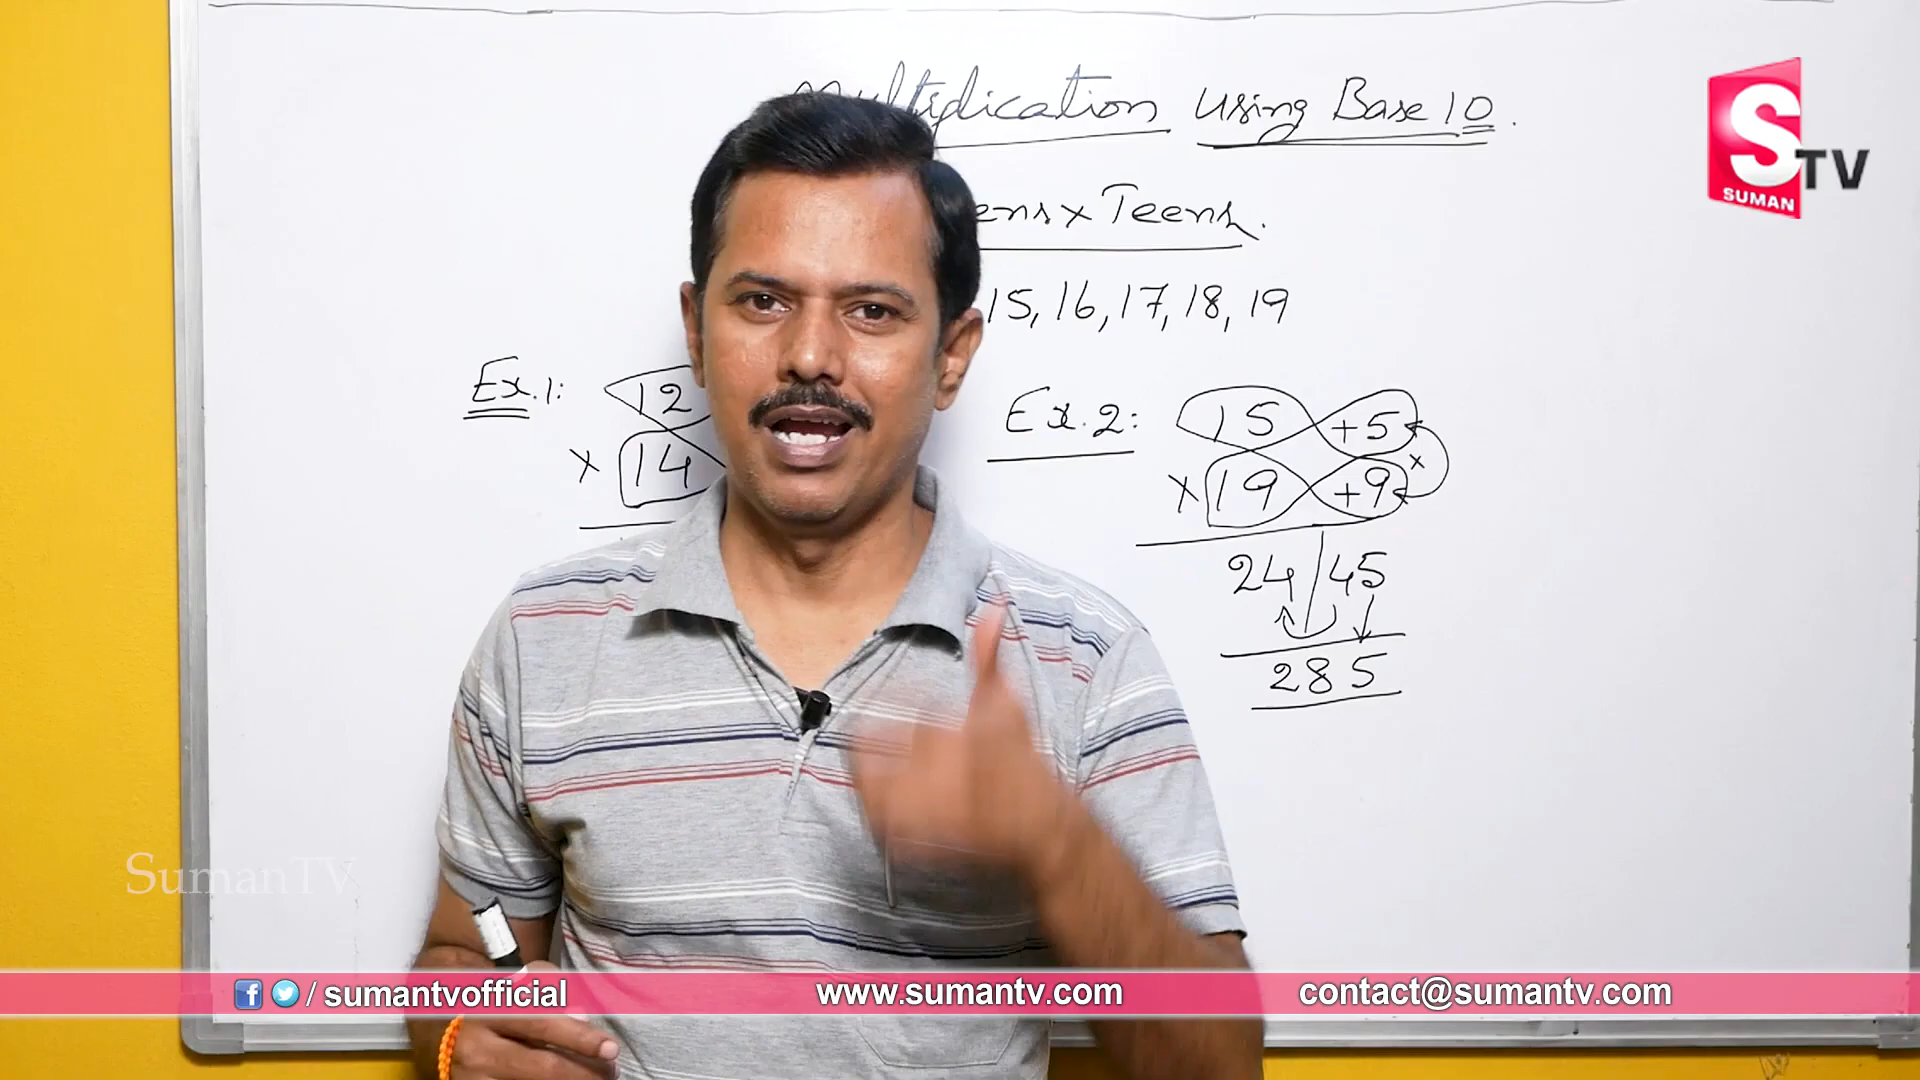 Multiplication using Base 10.
Teens x Teens.
15, 16, 17, 18, 19
Ex.1: 12
x 14
Ex.2: 15 +5
x
x 19 +9
24/45
285
S TV
SUMAN
SumanTV
/ sumantvofficial
www.sumantv.com
contact@sumantv.com